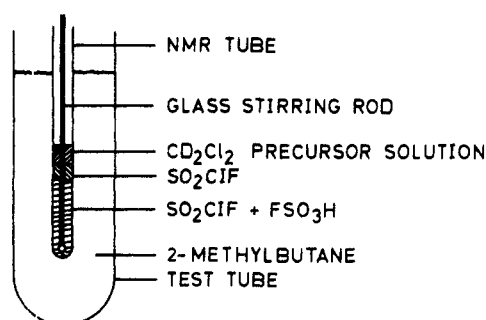 NMR TUBE
GLASS STIRRING ROD
CD₂Cl₂ PRECURSOR SOLUTION
SO₂ClF
SO₂ClF + FSO₃H
2-METHYLBUTANE
TEST TUBE